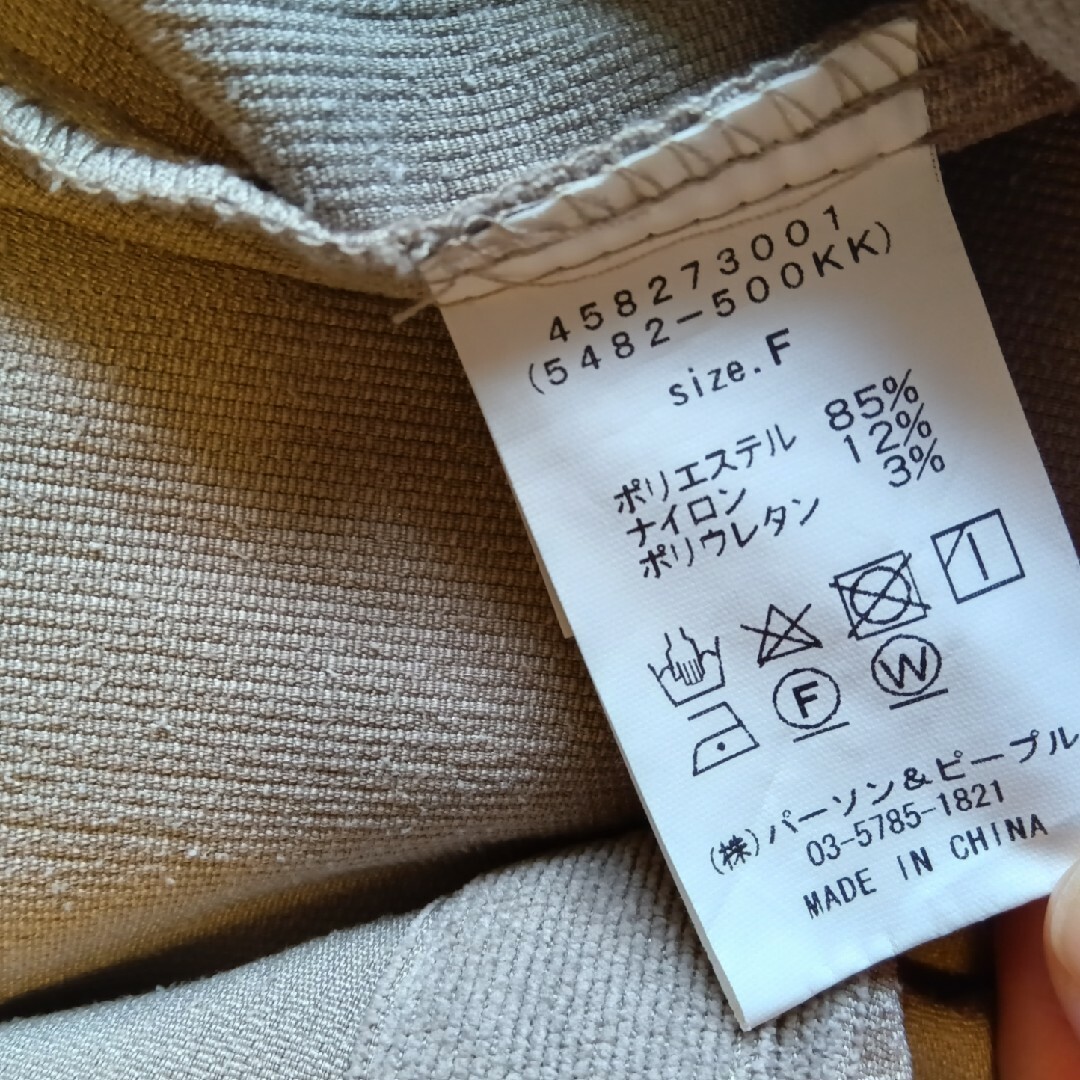 458273001
(5482-500KK)
size.F
ポリエステル 85%
ナイロン 12%
ポリウレタン 3%
F W
(株)パーソン&ピープル
03-5785-1821
MADE IN CHINA